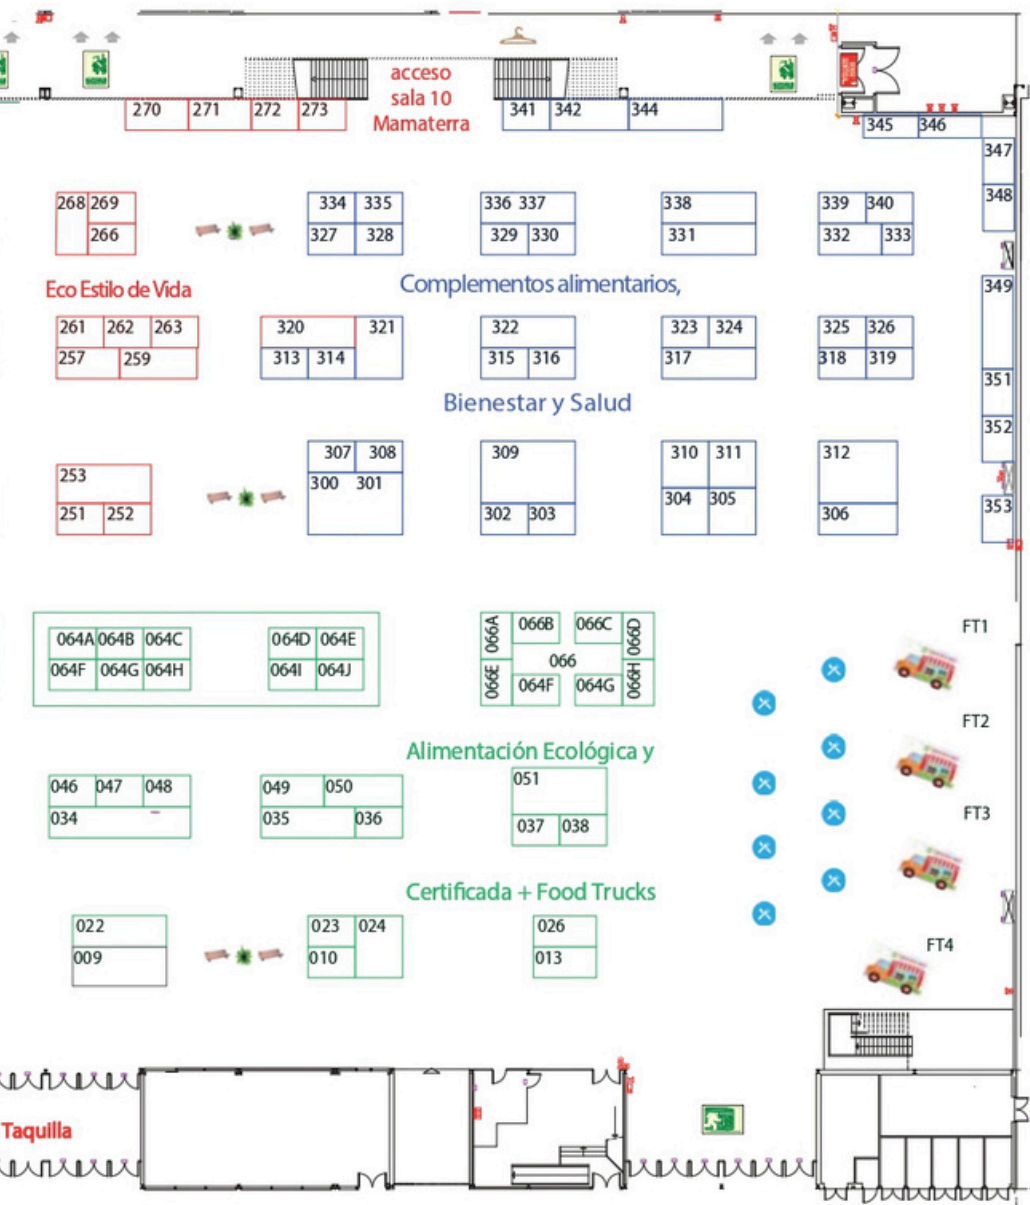 acceso
sala 10
Mamaterra
270 271 272 273
341 342 344
345 346
347
348
268 269
266
334 335
327 328
336 337
329 330
338
331
339 340
332 333
Eco Estilo de Vida
Complementos alimentarios,
349
261 262 263
257 259
320 321
313 314
322
315 316
323 324
317
325 326
318 319
351
Bienestar y Salud
352
253
251 252
307 308
300 301
309
302 303
310 311
304 305
312
306
353
064A 064B 064C
064F 064G 064H
064D 064E
064I 064J
066A 066B 066C 066D
066
066E 064F 064G 066H
FT1
FT2
Alimentación Ecológica y
046 047 048
034
049 050
035 036
051
037 038
FT3
Certificada + Food Trucks
022
009
023 024
010
026
013
FT4
Taquilla